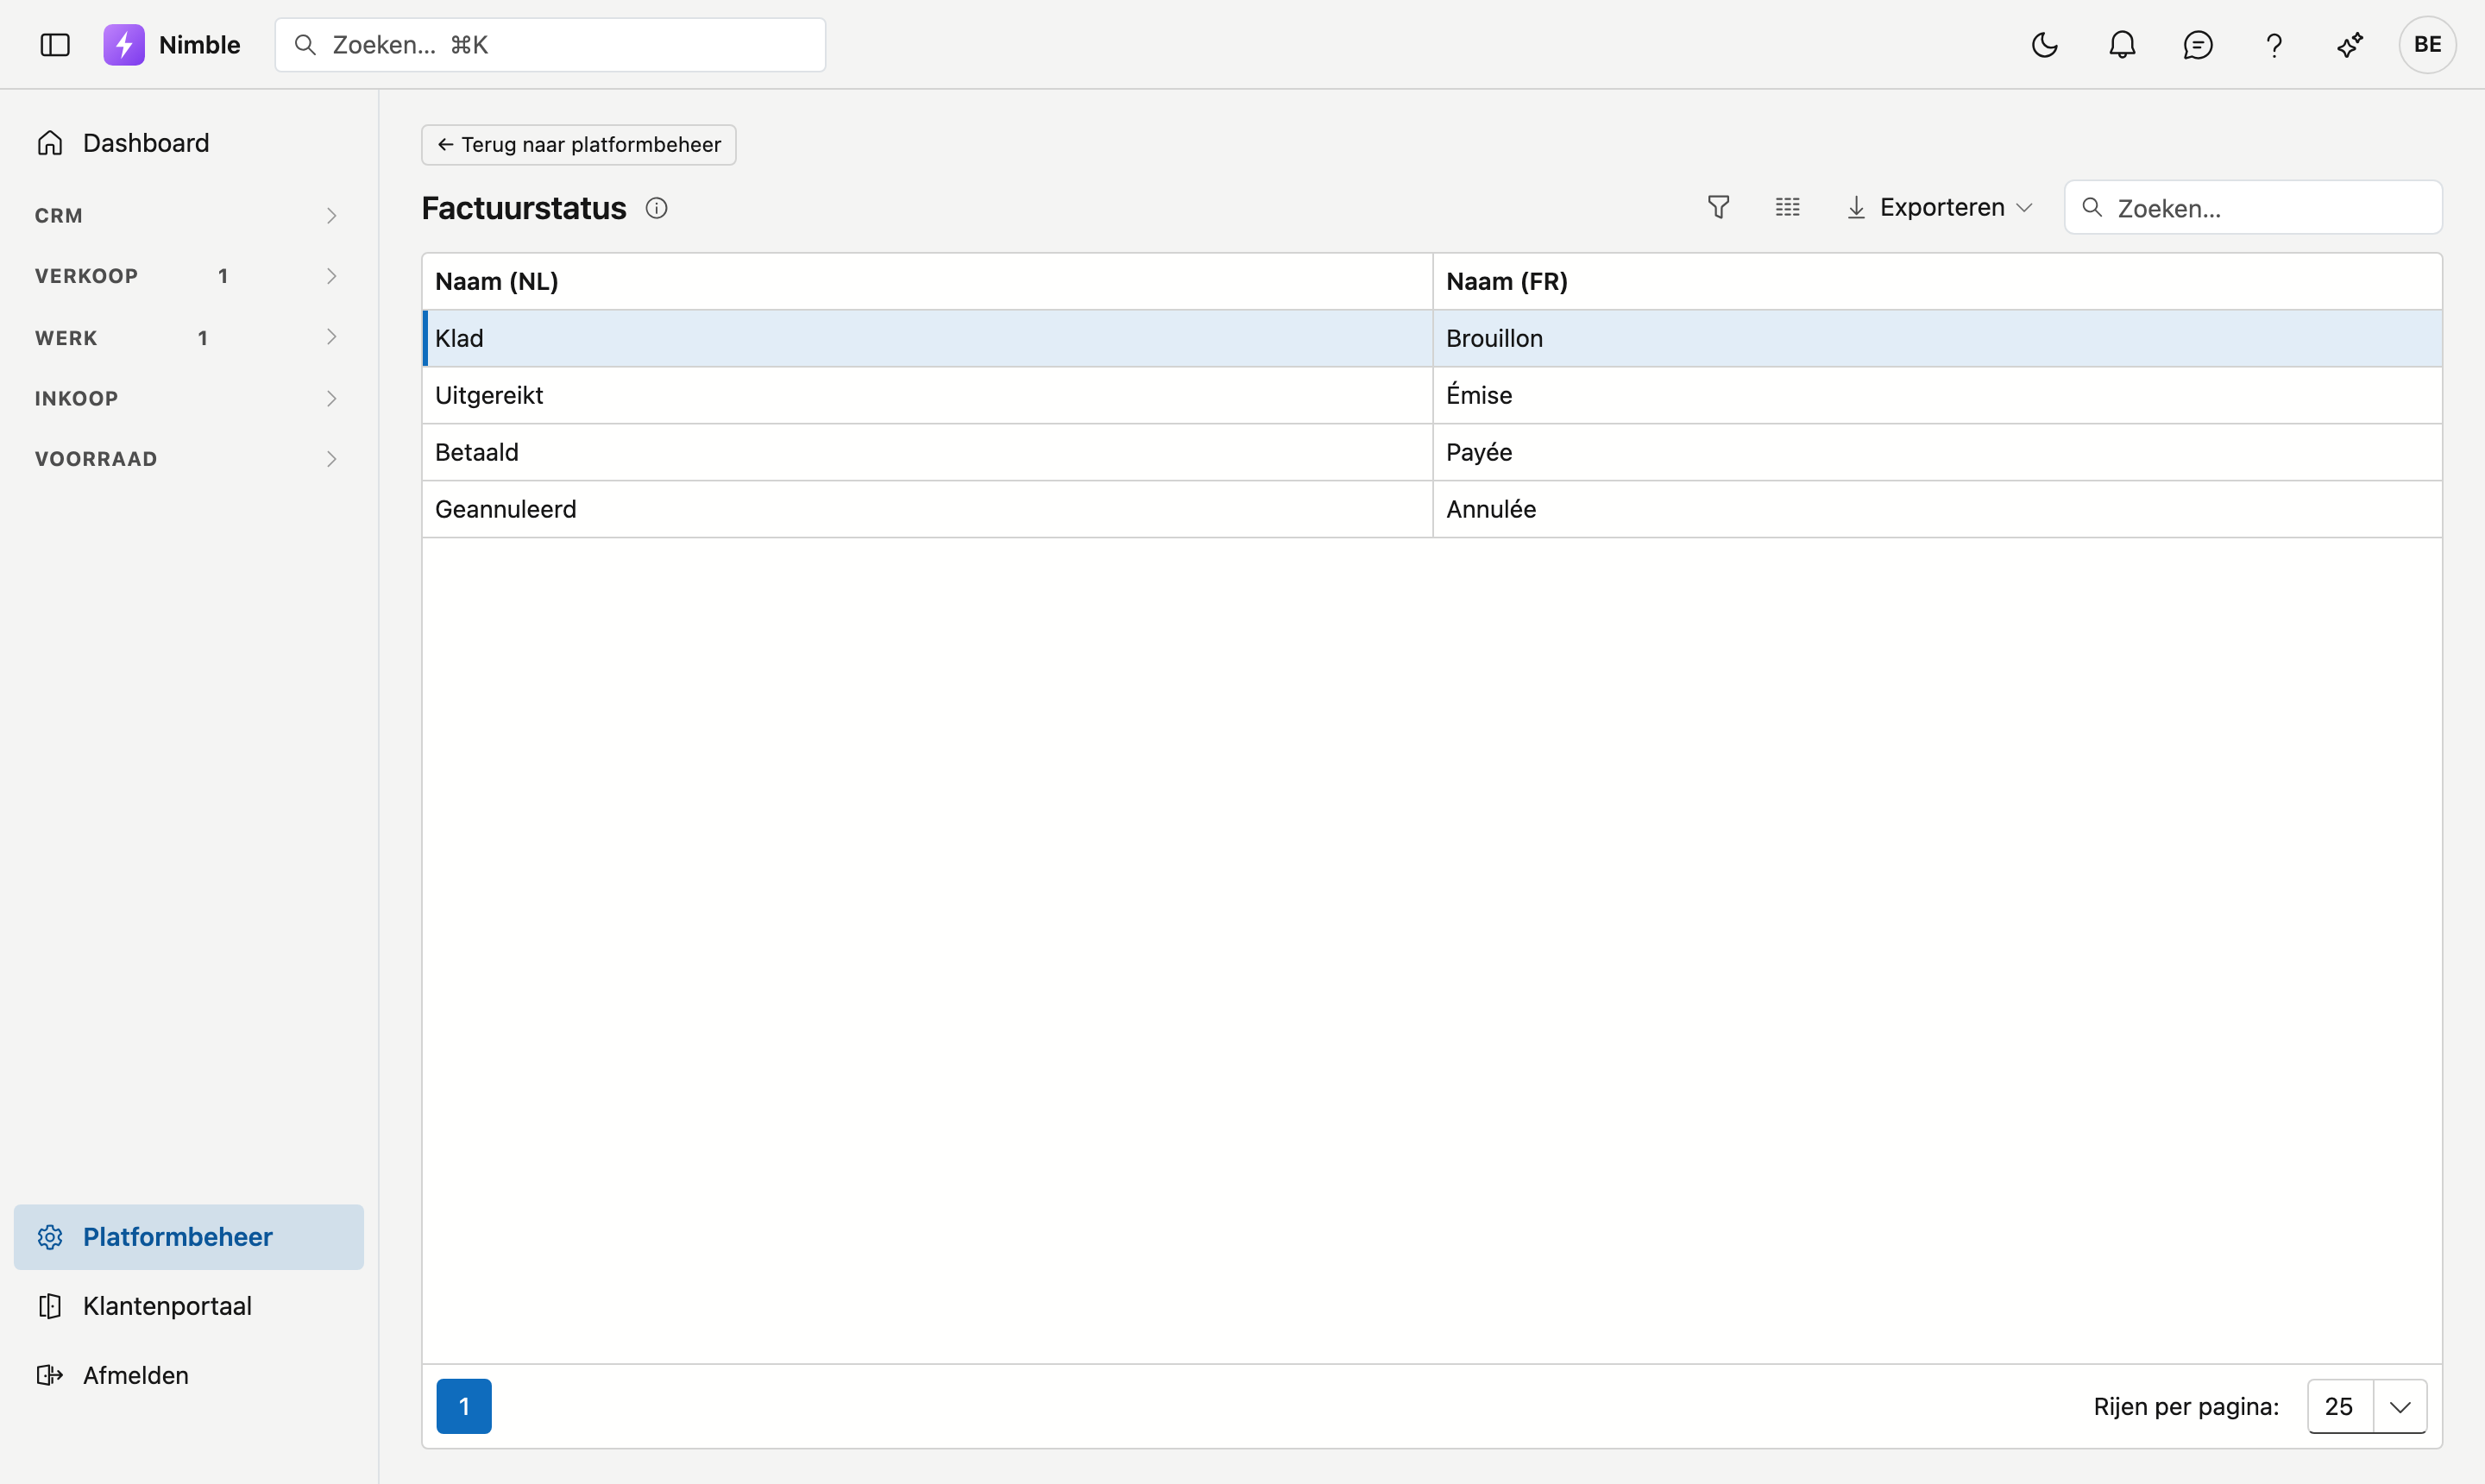 Nimble
Zoeken... ⌘K
BE
Dashboard
CRM
VERKOOP 1
WERK 1
INKOOP
VOORRAAD
Platformbeheer
Klantenportaal
Afmelden
← Terug naar platformbeheer
Factuurstatus
Exporteren
Zoeken...
Naam (NL) Naam (FR)
Klad Brouillon
Uitgereikt Émise
Betaald Payée
Geannuleerd Annulée
1
Rijen per pagina: 25